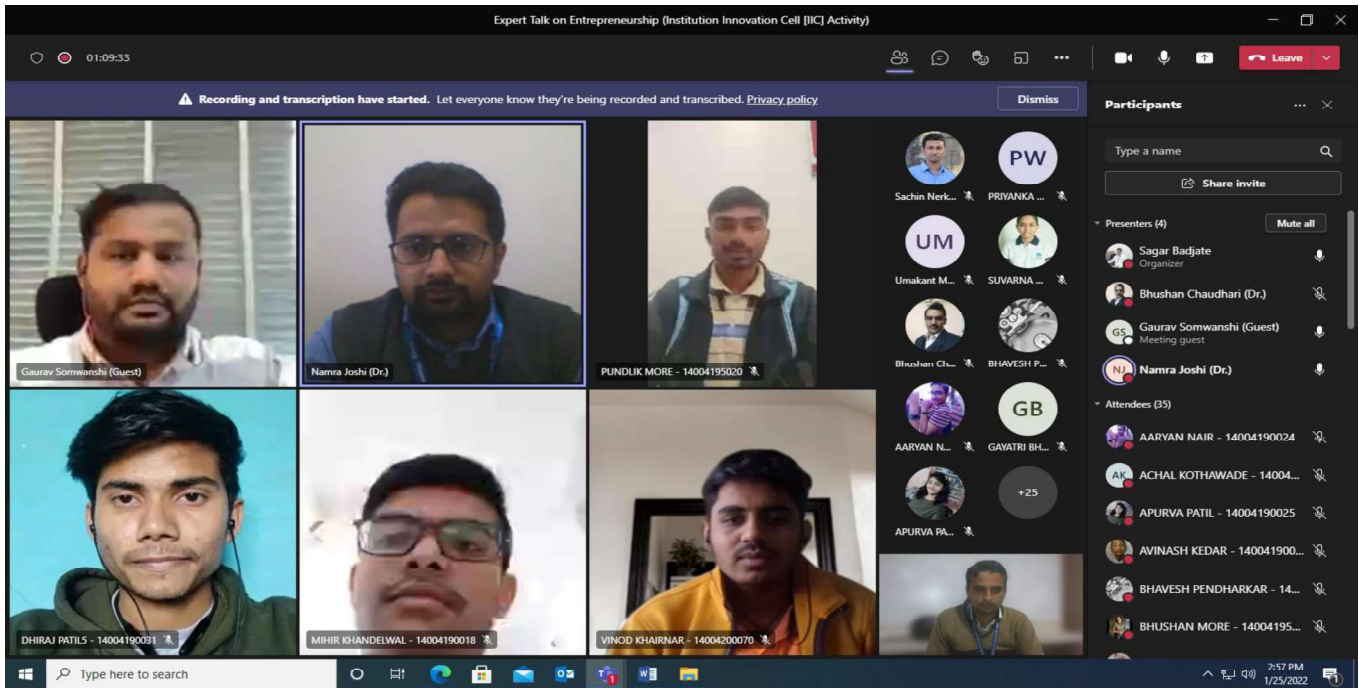 Expert Talk on Entrepreneurship (Institution Innovation Cell [IIC] Activity)
01:09:33
Leave
Recording and transcription have started. Let everyone know they're being recorded and transcribed. Privacy policy
Dismiss
Gaurav Somwanshi (Guest)
Namra Joshi (Dr.)
PUNDLIK MORE - 14004195020
DHIRAJ PATIL5 - 14004190031
MIHIR KHANDELWAL - 14004190018
VINOD KHAIRNAR - 14004200070
Sachin Nerk...
PW
PRIYANKA ...
UM
Umakant M...
SUVARNA ...
Bhushan Ch...
BHAVESH P...
AARYAN N...
GB
GAYATRI BH...
APURVA PA...
+25
Participants
Type a name
Share invite
Presenters (4)
Mute all
Sagar Badjate
Organizer
Bhushan Chaudhari (Dr.)
GS
Gaurav Somwanshi (Guest)
Meeting guest
NJ
Namra Joshi (Dr.)
Attendees (35)
AARYAN NAIR - 14004190024
AK
ACHAL KOTHAWADE - 14004...
APURVA PATIL - 14004190025
AVINASH KEDAR - 140041900...
BHAVESH PENDHARKAR - 14...
BHUSHAN MORE - 14004195...
Type here to search
2:57 PM
1/25/2022